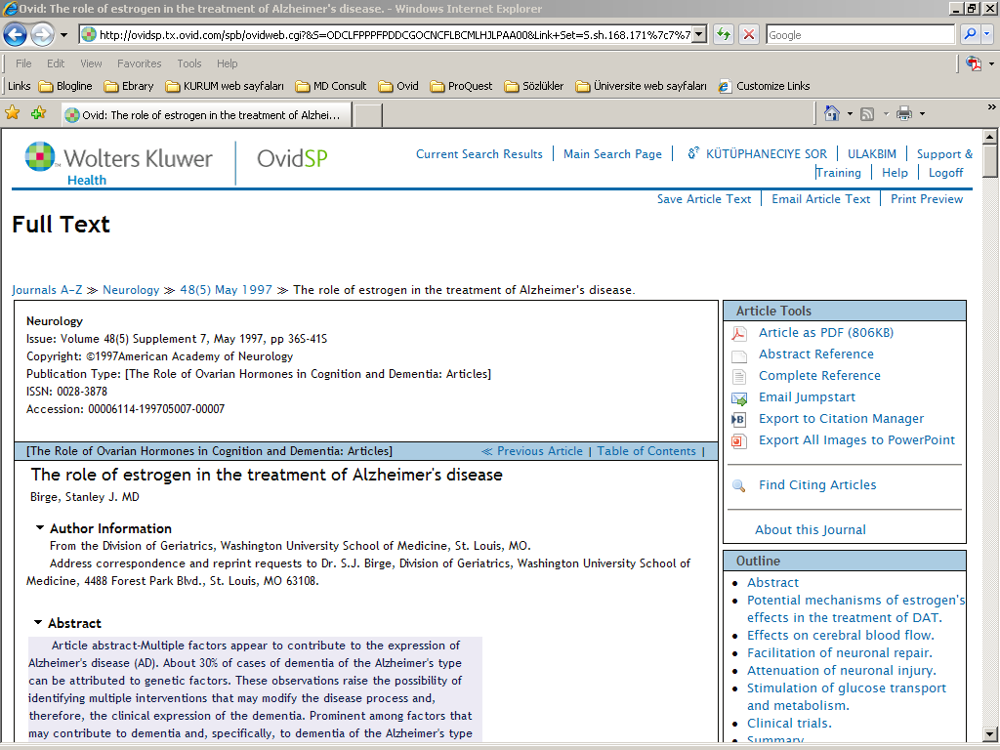 Ovid: The role of estrogen in the treatment of Alzheimer's disease. - Windows Internet Explorer
http://ovidsp.tx.ovid.com/spb/ovidweb.cgi?&S=ODCLFPPPFPDDCGOCNCFLBCMLHJLPAA00&Link+Set=S.sh.168.171%7c7%7
Google
File Edit View Favorites Tools Help
Links Blogline Ebrary KURUM web sayfaları MD Consult Ovid ProQuest Sözlükler Üniversite web sayfaları Customize Links
Ovid: The role of estrogen in the treatment of Alzhei...
Wolters Kluwer
Health
OvidSP
Current Search Results | Main Search Page | KÜTÜPHANECIYE SOR | ULAKBIM | Support &
Training | Help | Logoff
Save Article Text | Email Article Text | Print Preview
Full Text
Journals A-Z ≫ Neurology ≫ 48(5) May 1997 ≫ The role of estrogen in the treatment of Alzheimer's disease.
Neurology
Issue: Volume 48(5) Supplement 7, May 1997, pp 36S-41S
Copyright: ©1997American Academy of Neurology
Publication Type: [The Role of Ovarian Hormones in Cognition and Dementia: Articles]
ISSN: 0028-3878
Accession: 00006114-199705007-00007
[The Role of Ovarian Hormones in Cognition and Dementia: Articles]
≪ Previous Article | Table of Contents |
The role of estrogen in the treatment of Alzheimer's disease
Birge, Stanley J. MD
Author Information
From the Division of Geriatrics, Washington University School of Medicine, St. Louis, MO.
Address correspondence and reprint requests to Dr. S.J. Birge, Division of Geriatrics, Washington University School of
Medicine, 4488 Forest Park Blvd., St. Louis, MO 63108.
Abstract
Article abstract-Multiple factors appear to contribute to the expression of
Alzheimer's disease (AD). About 30% of cases of dementia of the Alzheimer's type
can be attributed to genetic factors. These observations raise the possibility of
identifying multiple interventions that may modify the disease process and,
therefore, the clinical expression of the dementia. Prominent among factors that
may contribute to dementia and, specifically, to dementia of the Alzheimer's type
Article Tools
Article as PDF (806KB)
Abstract Reference
Complete Reference
Email Jumpstart
Export to Citation Manager
Export All Images to PowerPoint
Find Citing Articles
About this Journal
Outline
Abstract
Potential mechanisms of estrogen's
effects in the treatment of DAT.
Effects on cerebral blood flow.
Facilitation of neuronal repair.
Attenuation of neuronal injury.
Stimulation of glucose transport
and metabolism.
Clinical trials.
Summary